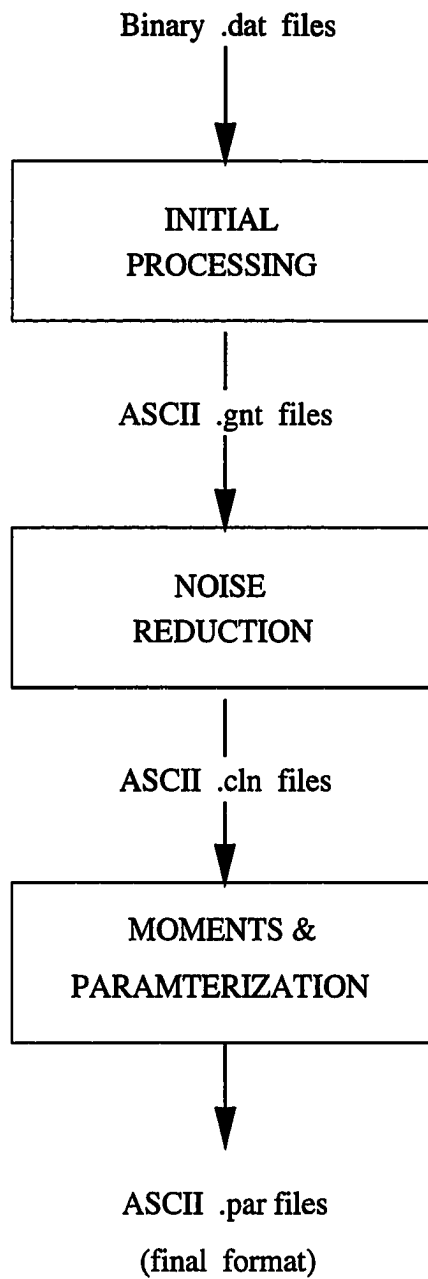 Binary .dat files
INITIAL
PROCESSING
ASCII .gnt files
NOISE
REDUCTION
ASCII .cln files
MOMENTS &
PARAMTERIZATION
ASCII .par files
(final format)